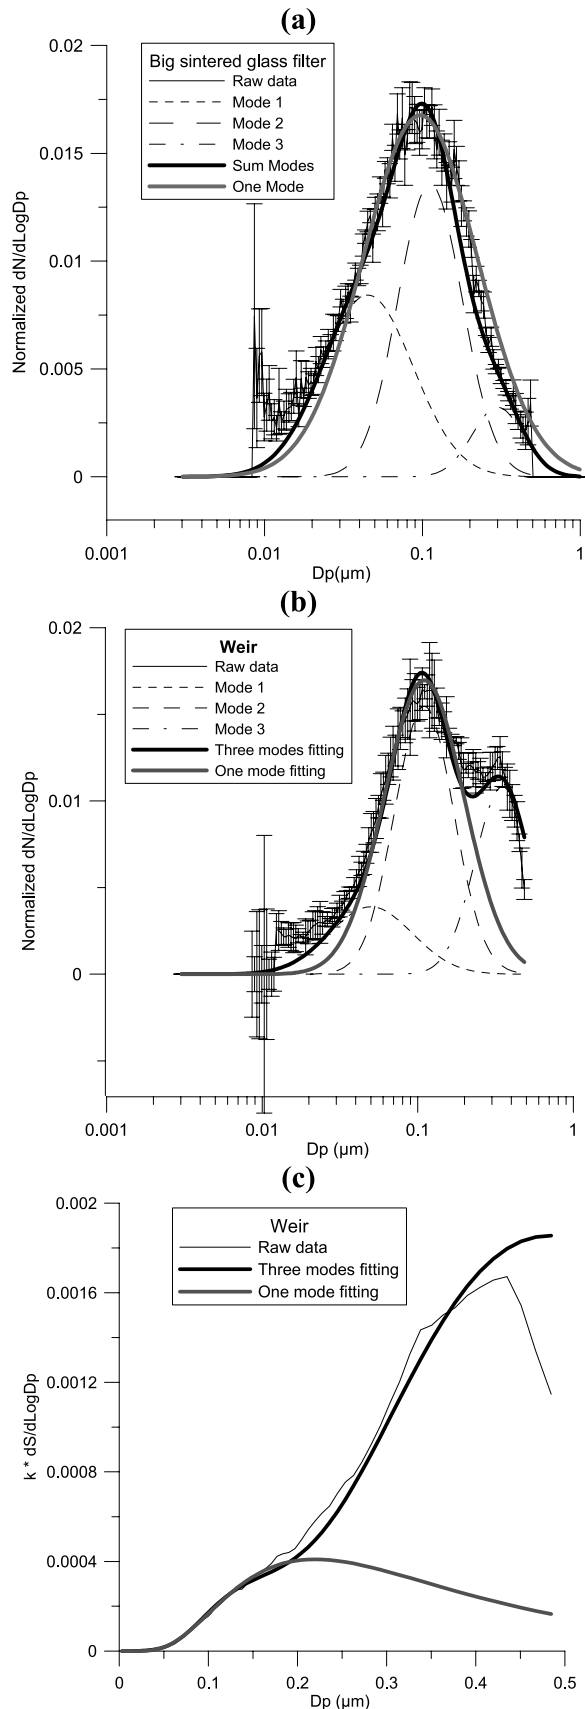 (a)
0.02
0.015
0.01
0.005
0
Normalized dN/dLogDp
Big sintered glass filter
Raw data
Mode 1
Mode 2
Mode 3
Sum Modes
One Mode
0.001
0.01
0.1
1
Dp(μm)
(b)
0.02
0.01
0
Normalized dN/dLogDp
Weir
Raw data
Mode 1
Mode 2
Mode 3
Three modes fitting
One mode fitting
0.001
0.01
0.1
1
Dp (μm)
(c)
0.002
0.0016
0.0012
0.0008
0.0004
0
k * dS/dLogDp
Weir
Raw data
Three modes fitting
One mode fitting
0
0.1
0.2
0.3
0.4
0.5
Dp (μm)